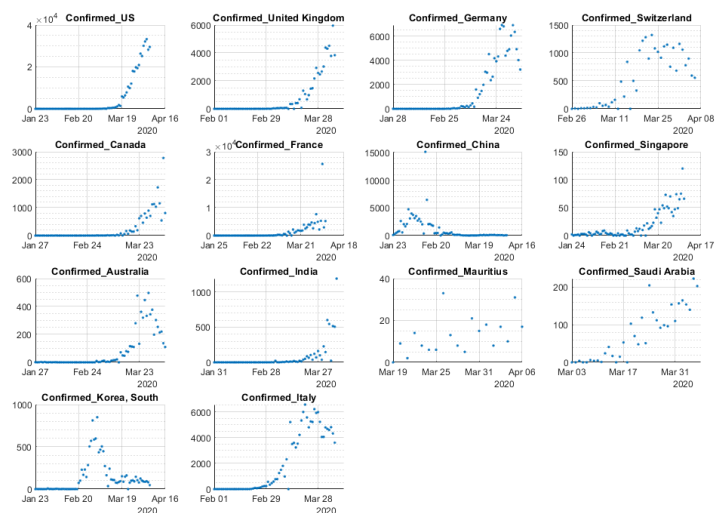 ×10⁴ Confirmed_US
4
2
0
Jan 23 Feb 20 Mar 19 Apr 16
2020
Confirmed_United Kingdom
6000
4000
2000
0
Feb 01 Feb 29 Mar 28
2020
Confirmed_Germany
6000
4000
2000
0
Jan 28 Feb 25 Mar 24
2020
Confirmed_Switzerland
1500
1000
500
0
Feb 26 Mar 11 Mar 25 Apr 08
2020
Confirmed_Canada
3000
2000
1000
0
Jan 27 Feb 24 Mar 23
2020
×10⁴ Confirmed_France
3
2
1
0
Jan 25 Feb 22 Mar 21 Apr 18
2020
Confirmed_China
15000
10000
5000
0
Jan 23 Feb 20 Mar 19 Apr 16
2020
Confirmed_Singapore
150
100
50
0
Jan 24 Feb 21 Mar 20 Apr 17
2020
Confirmed_Australia
600
400
200
0
Jan 27 Feb 24 Mar 23
2020
Confirmed_India
1000
500
0
Jan 31 Feb 28 Mar 27
2020
Confirmed_Mauritius
40
20
0
Mar 19 Mar 25 Mar 31 Apr 06
2020
Confirmed_Saudi Arabia
200
100
0
Mar 03 Mar 17 Mar 31
2020
Confirmed_Korea, South
1000
500
0
Jan 23 Feb 20 Mar 19 Apr 16
2020
Confirmed_Italy
6000
4000
2000
0
Feb 01 Feb 29 Mar 28
2020